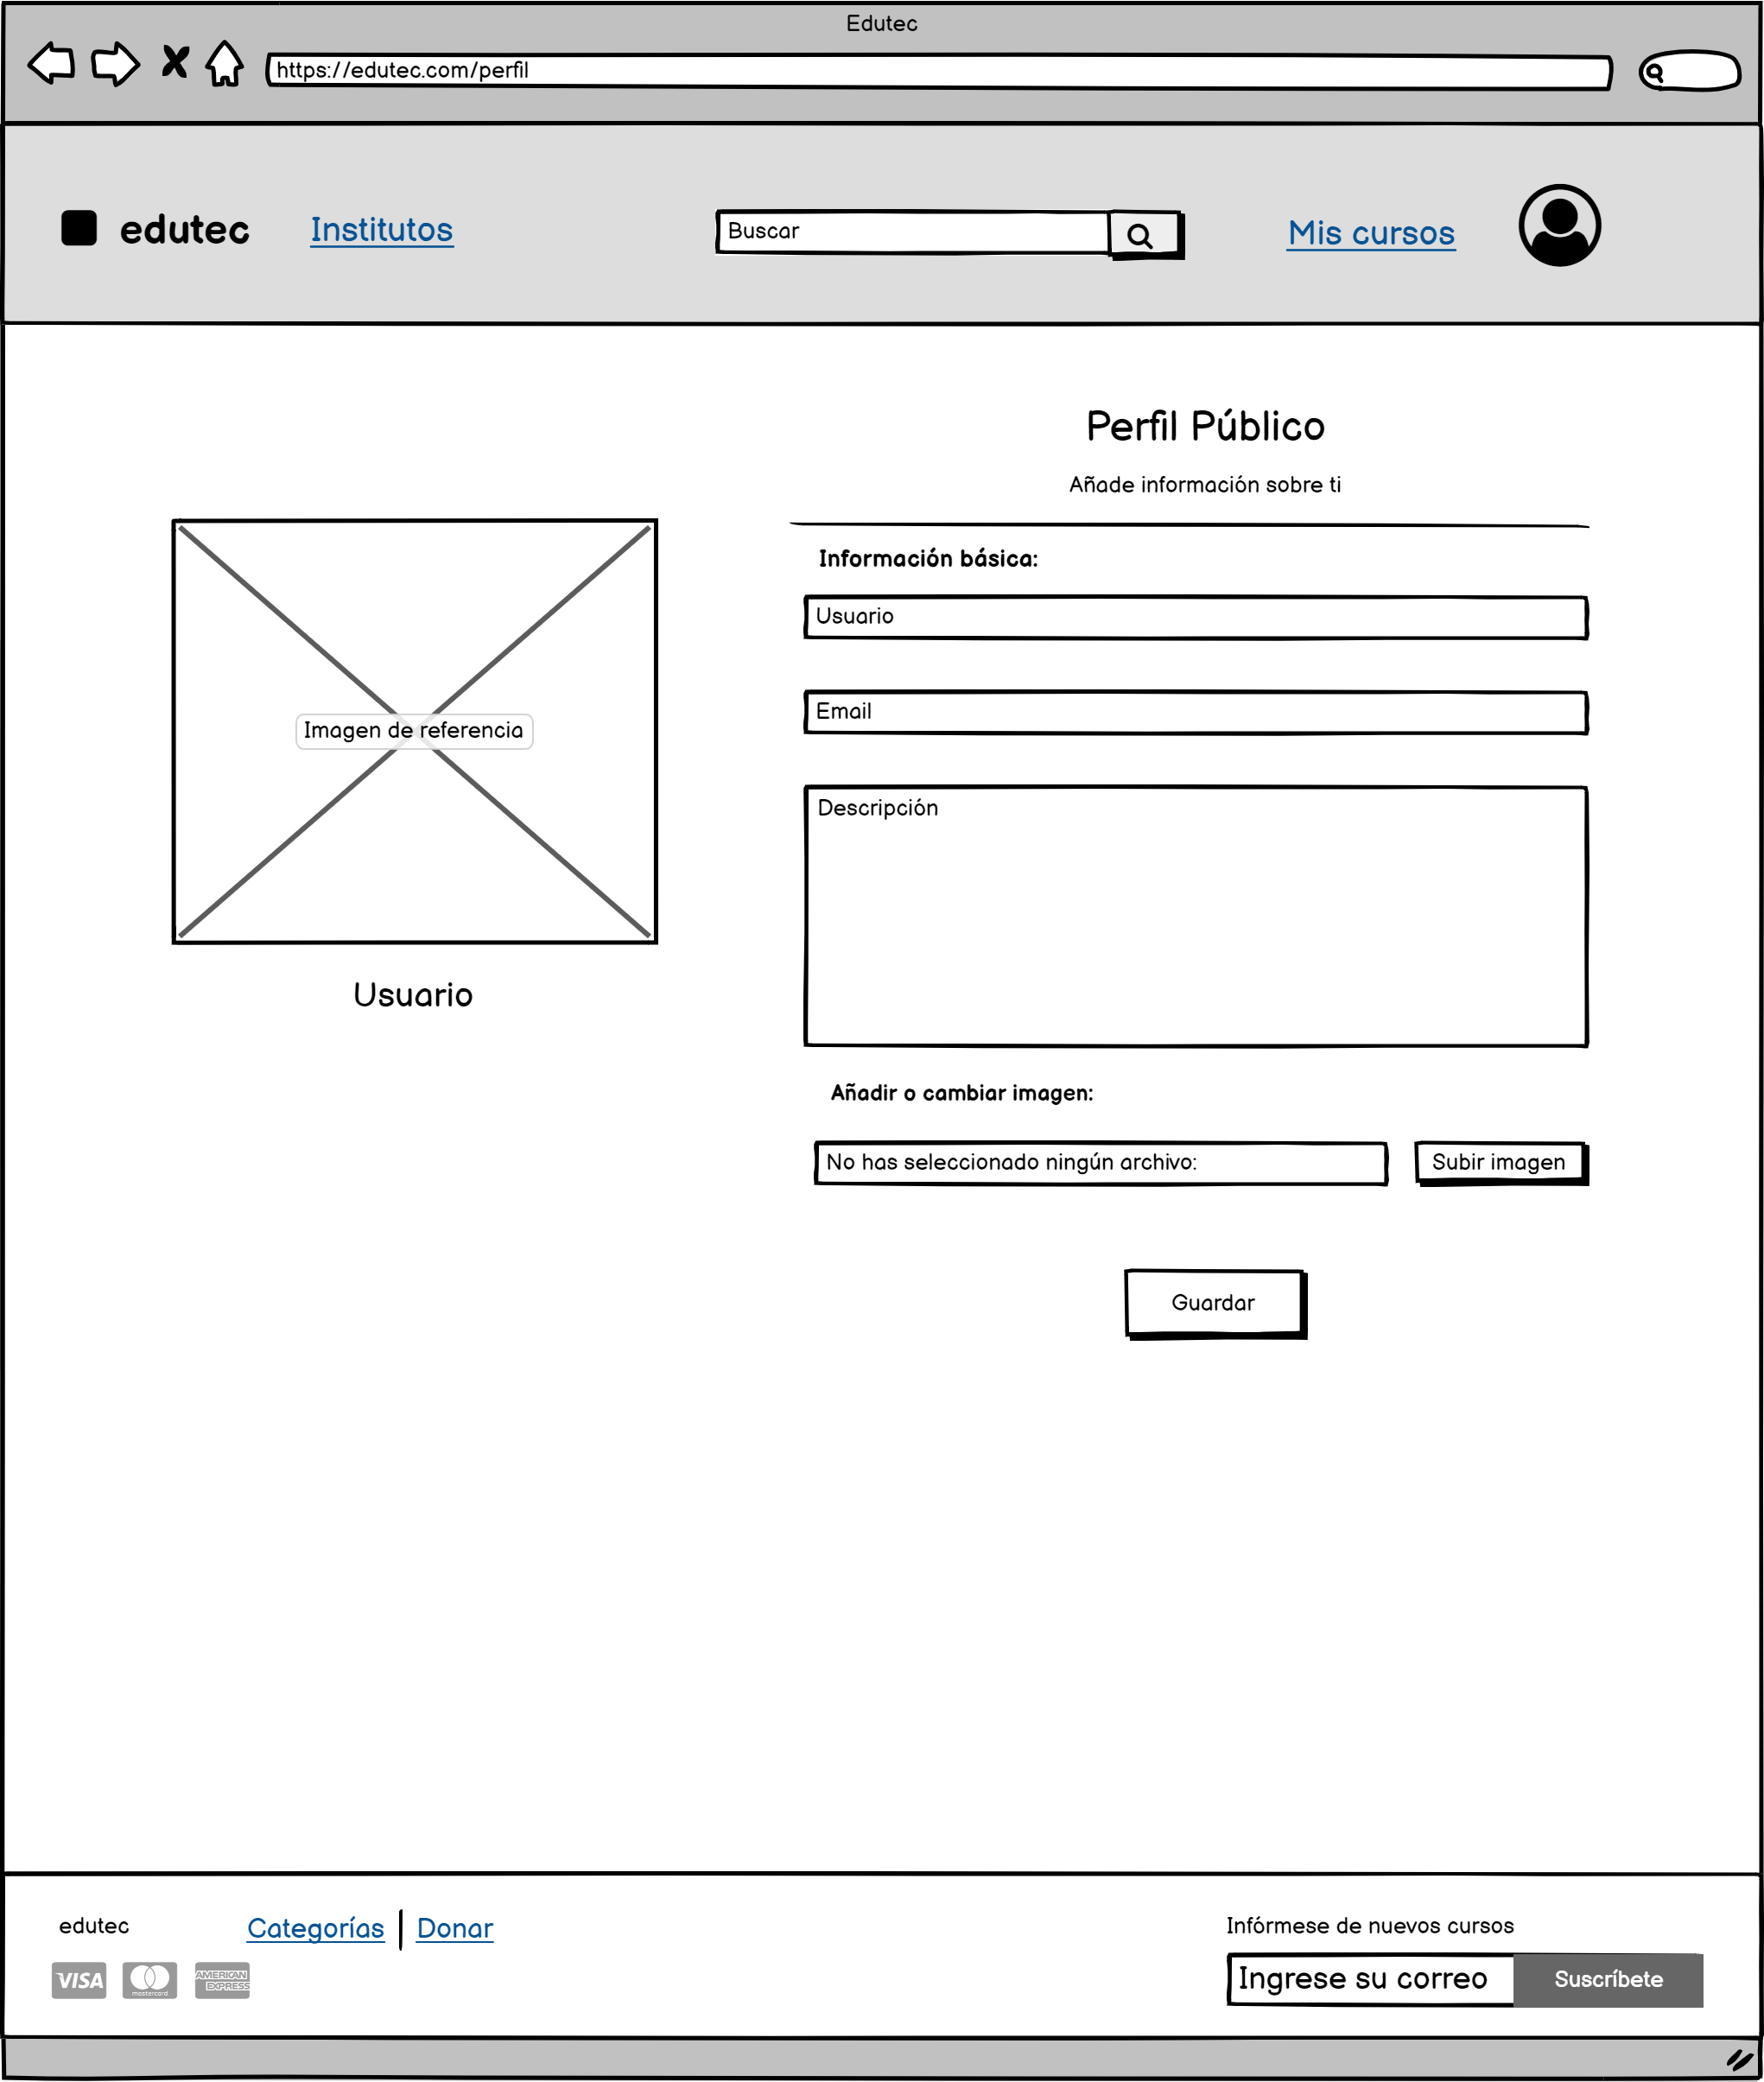 Edutec
https://edutec.com/perfil
edutec
Institutos
Buscar
Mis cursos
Perfil Público
Añade información sobre ti
Información básica:
Usuario
Email
Imagen de referencia
Descripción
Usuario
Añadir o cambiar imagen:
No has seleccionado ningún archivo:
Subir imagen
Guardar
edutec
Categorías
Donar
Infórmese de nuevos cursos
VISA
mastercard
AMERICAN
EXPRESS
Ingrese su correo
Suscríbete